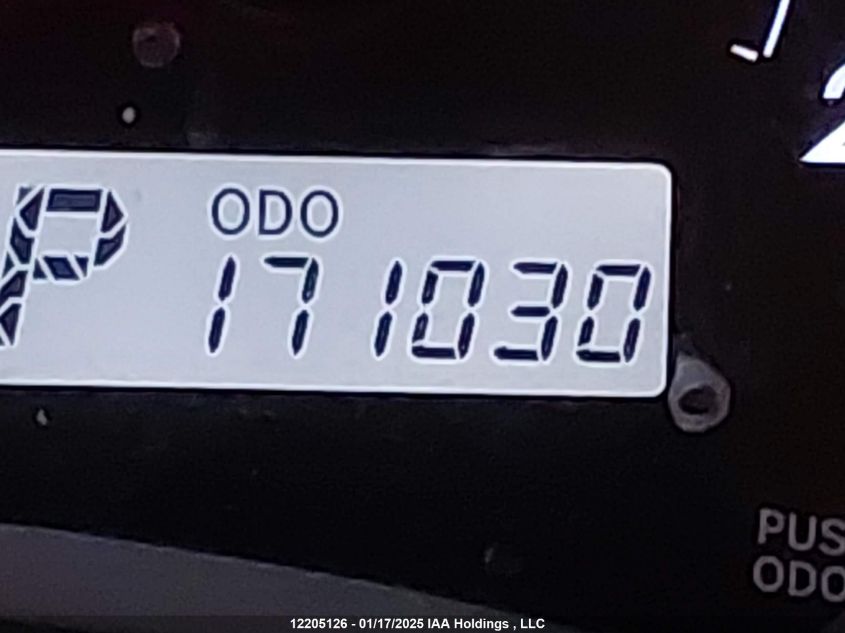 P
ODO
171030
PUS
ODO
12205126 - 01/17/2025 IAA Holdings , LLC